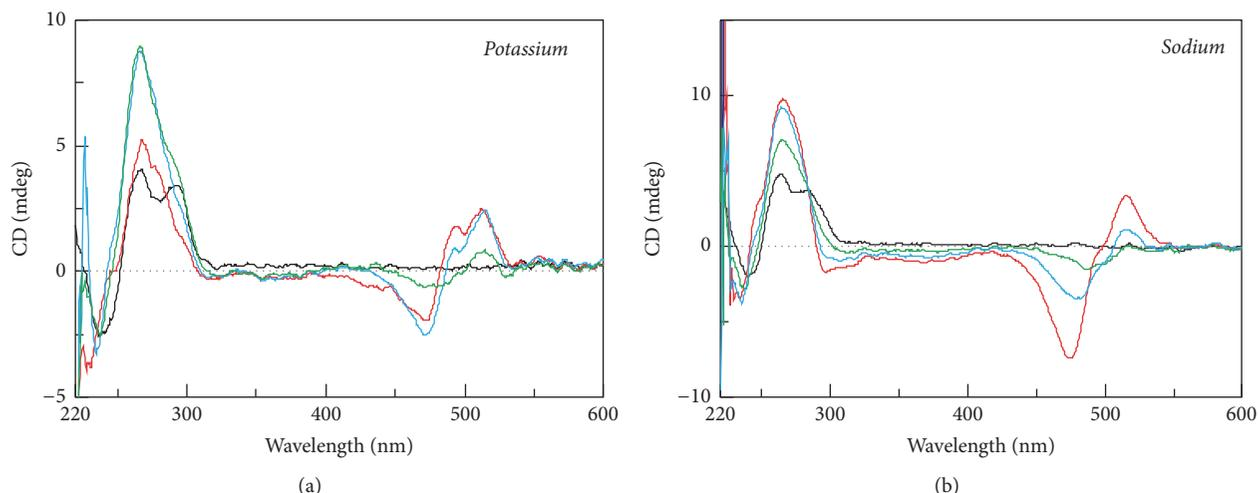 Potassium
10
5
0
−5
CD (mdeg)
220 300 400 500 600
Wavelength (nm)
(a)
Sodium
10
0
−10
CD (mdeg)
220 300 400 500 600
Wavelength (nm)
(b)